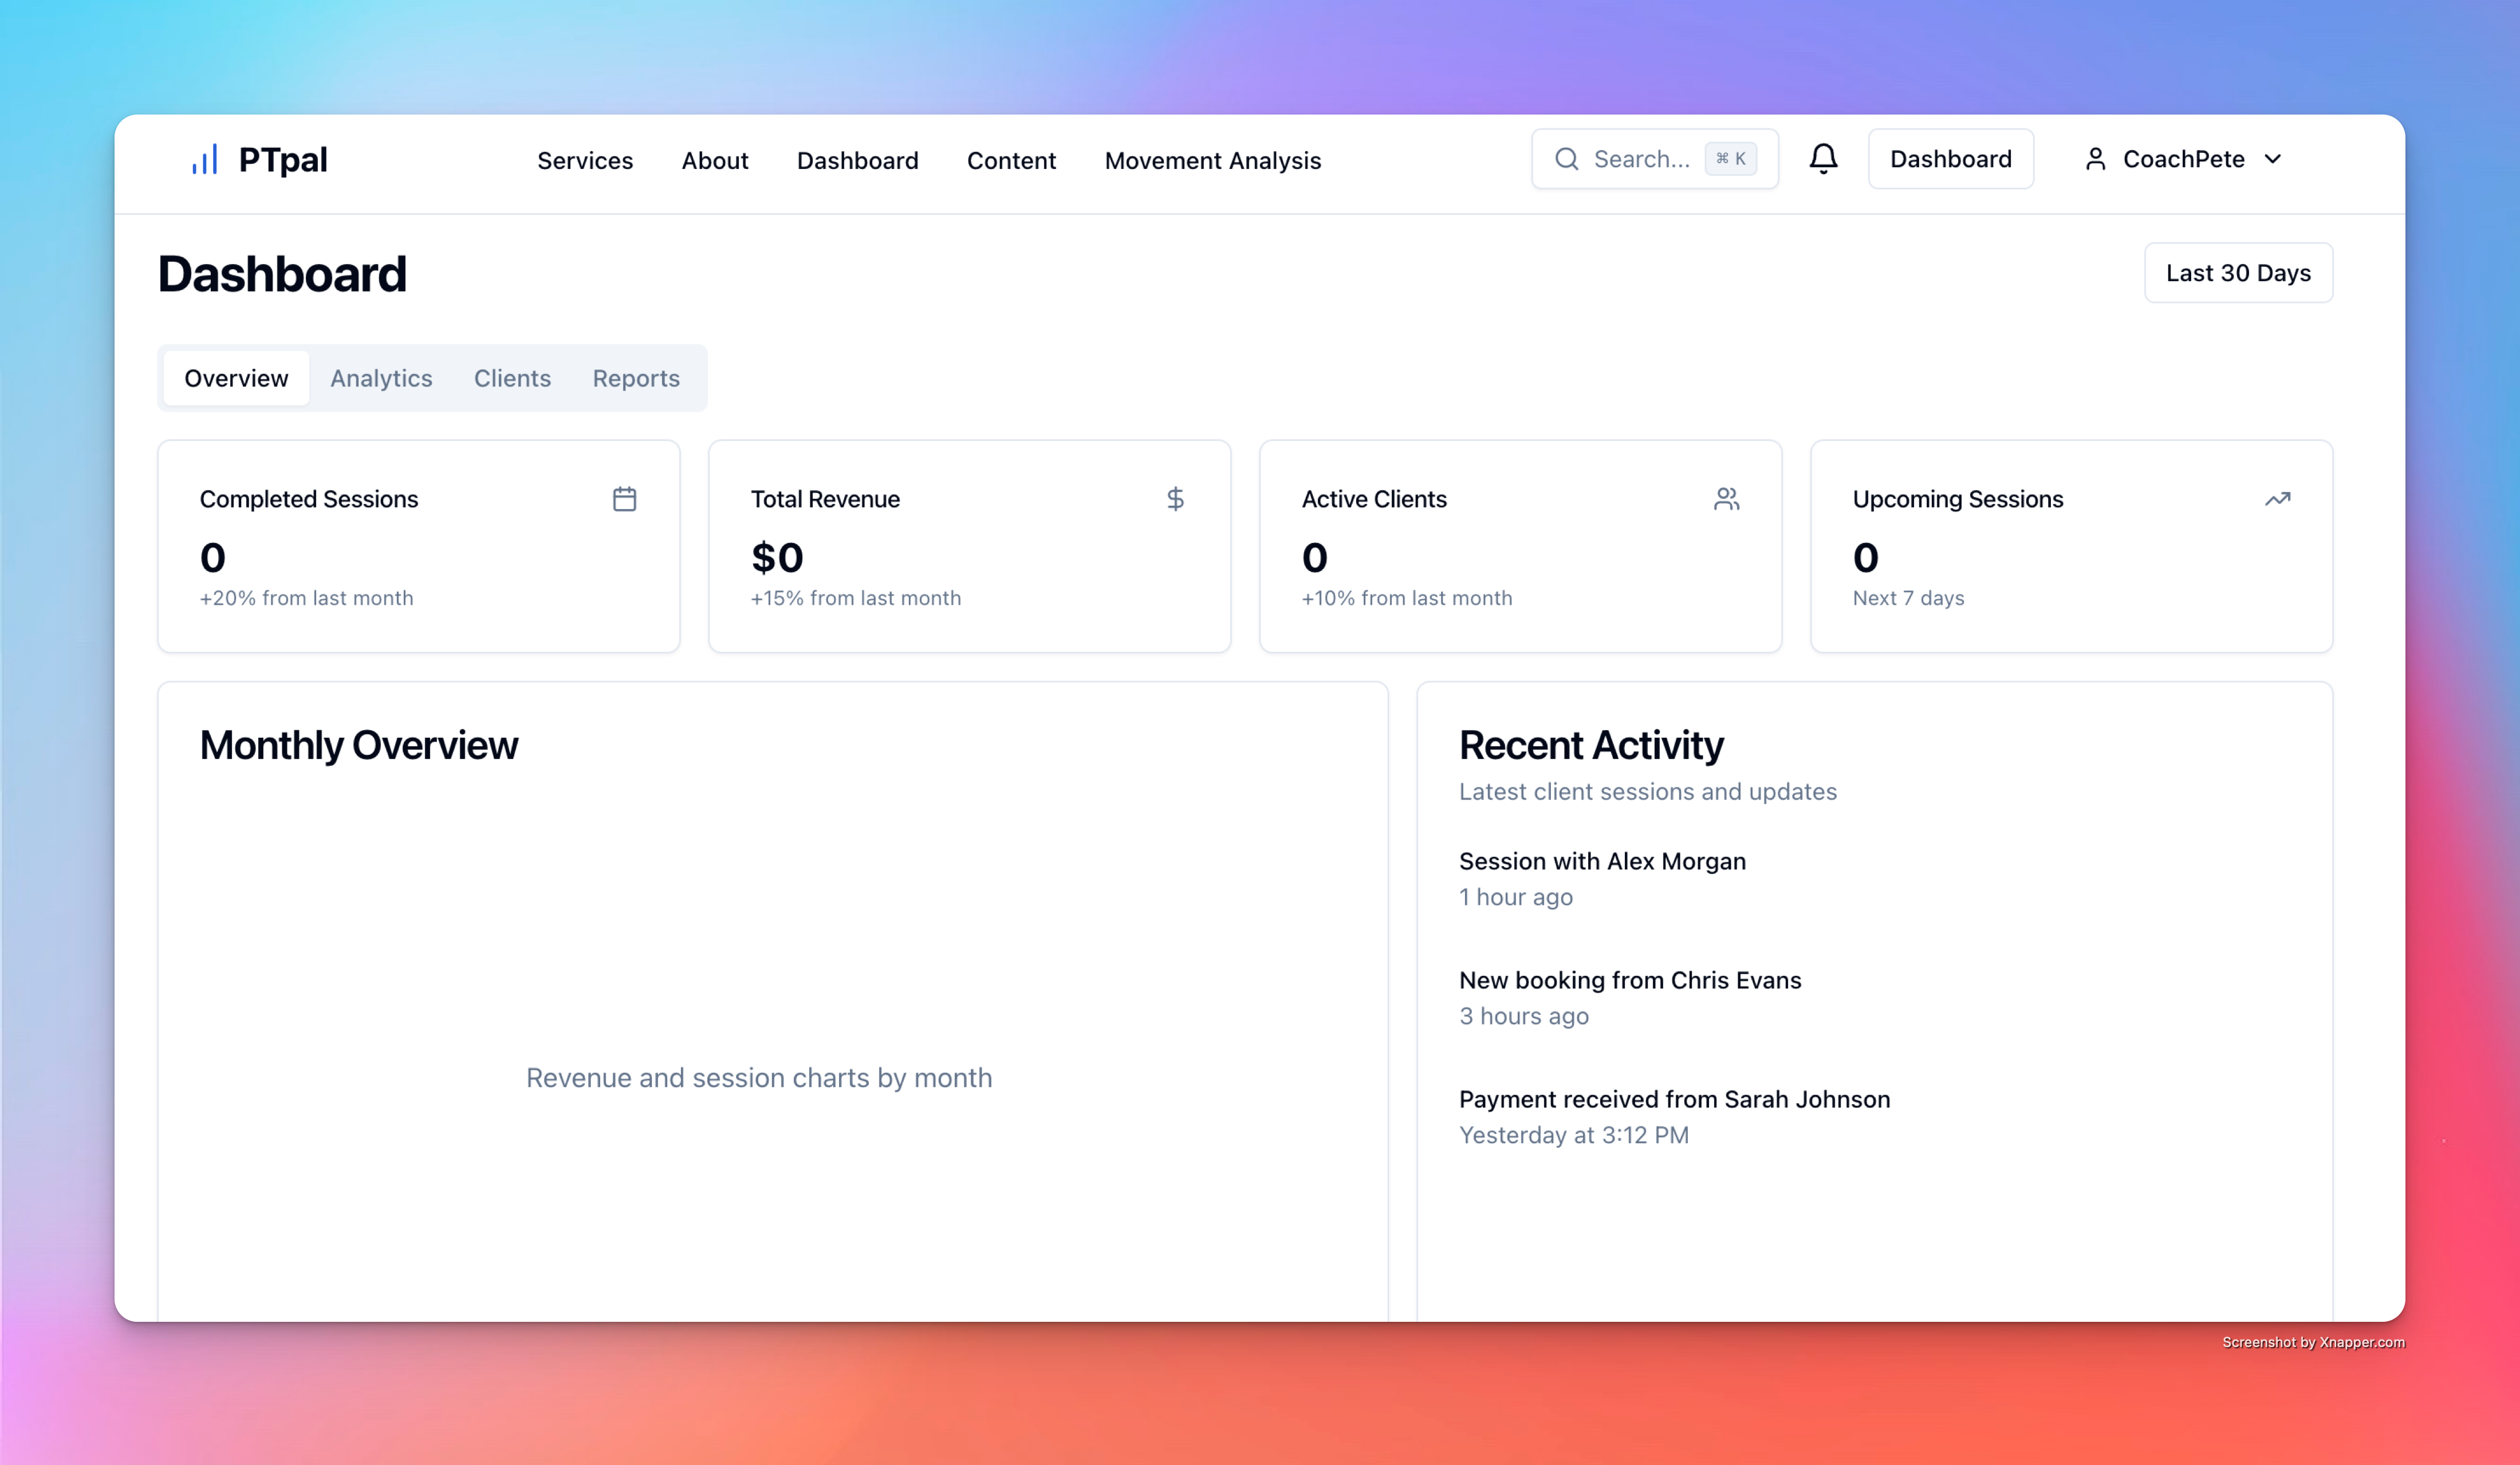 PTpal
Services About Dashboard Content Movement Analysis
Search... ⌘ K
Dashboard
CoachPete
Dashboard
Last 30 Days
Overview Analytics Clients Reports
Completed Sessions
0
+20% from last month
Total Revenue
$0
+15% from last month
Active Clients
0
+10% from last month
Upcoming Sessions
0
Next 7 days
Monthly Overview
Revenue and session charts by month
Recent Activity
Latest client sessions and updates
Session with Alex Morgan
1 hour ago
New booking from Chris Evans
3 hours ago
Payment received from Sarah Johnson
Yesterday at 3:12 PM
Screenshot by Xnapper.com